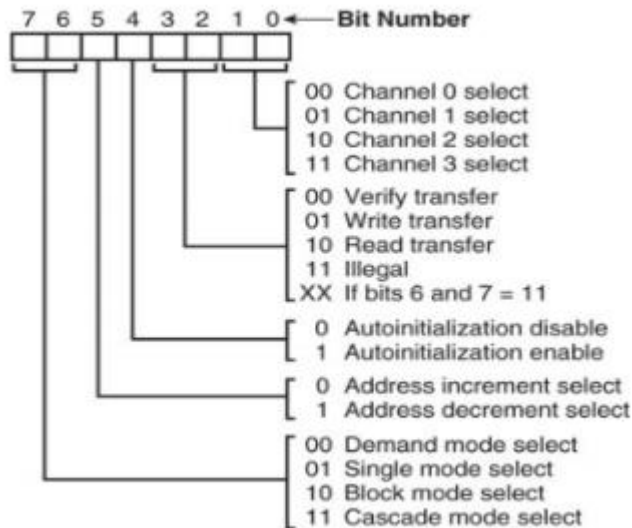 7 6 5 4 3 2 1 0 Bit Number
00 Channel 0 select
01 Channel 1 select
10 Channel 2 select
11 Channel 3 select
00 Verify transfer
01 Write transfer
10 Read transfer
11 Illegal
XX If bits 6 and 7 = 11
0 Autoinitialization disable
1 Autoinitialization enable
0 Address increment select
1 Address decrement select
00 Demand mode select
01 Single mode select
10 Block mode select
11 Cascade mode select